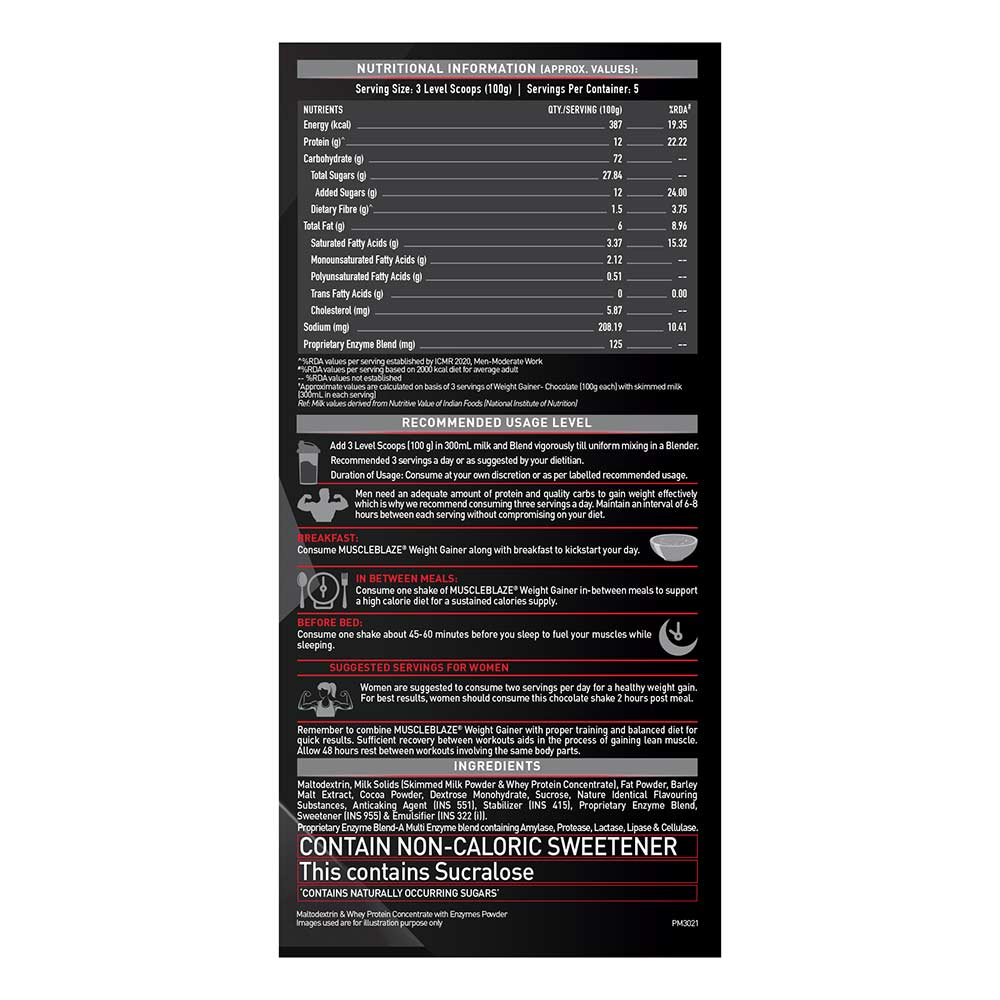 NUTRITIONAL INFORMATION (APPROX. VALUES):
Serving Size: 3 Level Scoops (100g) | Servings Per Container: 5
NUTRIENTS QTY./SERVING (100g) %RDA#
Energy (kcal) 387 19.35
Protein (g)^ 12 22.22
Carbohydrate (g) 72 --
Total Sugars (g) 27.84 --
Added Sugars (g) 12 24.00
Dietary Fibre (g)^ 1.5 3.75
Total Fat (g) 6 8.96
Saturated Fatty Acids (g) 3.37 15.32
Monounsaturated Fatty Acids (g) 2.12 --
Polyunsaturated Fatty Acids (g) 0.51 --
Trans Fatty Acids (g) 0 0.00
Cholesterol (mg) 5.87 --
Sodium (mg) 208.19 10.41
Proprietary Enzyme Blend (mg) 125 --
^%RDA values per serving established by ICMR 2020, Men-Moderate Work
#%RDA values per serving based on 2000 kcal diet for average adult
-- %RDA values not established
†Approximate values are calculated on basis of 3 servings of Weight Gainer- Chocolate (100g each) with skimmed milk
(300mL in each serving)
Ref: Milk values derived from Nutritive Value of Indian Foods (National Institute of Nutrition)
RECOMMENDED USAGE LEVEL
Add 3 Level Scoops (100 g) in 300mL milk and Blend vigorously till uniform mixing in a Blender.
Recommended 3 servings a day or as suggested by your dietitian.
Duration of Usage: Consume at your own discretion or as per labelled recommended usage.
Men need an adequate amount of protein and quality carbs to gain weight effectively
which is why we recommend consuming three servings a day. Maintain an interval of 6-8
hours between each serving without compromising on your diet.
BREAKFAST:
Consume MUSCLEBLAZE® Weight Gainer along with breakfast to kickstart your day.
IN BETWEEN MEALS:
Consume one shake of MUSCLEBLAZE® Weight Gainer in-between meals to support
a high calorie diet for a sustained calories supply.
BEFORE BED:
Consume one shake about 45-60 minutes before you sleep to fuel your muscles while
sleeping.
SUGGESTED SERVINGS FOR WOMEN
Women are suggested to consume two servings per day for a healthy weight gain.
For best results, women should consume this chocolate shake 2 hours post meal.
Remember to combine MUSCLEBLAZE® Weight Gainer with proper training and balanced diet for
quick results. Sufficient recovery between workouts aids in the process of gaining lean muscle.
Allow 48 hours rest between workouts involving the same body parts.
INGREDIENTS
Maltodextrin, Milk Solids (Skimmed Milk Powder & Whey Protein Concentrate), Fat Powder, Barley
Malt Extract, Cocoa Powder, Dextrose Monohydrate, Sucrose, Nature Identical Flavouring
Substances, Anticaking Agent (INS 551), Stabilizer (INS 415), Proprietary Enzyme Blend,
Sweetener (INS 955) & Emulsifier (INS 322 (i)).
Proprietary Enzyme Blend-A Multi Enzyme blend containing Amylase, Protease, Lactase, Lipase & Cellulase.
CONTAIN NON-CALORIC SWEETENER
This contains Sucralose
'CONTAINS NATURALLY OCCURRING SUGARS'
Maltodextrin & Whey Protein Concentrate with Enzymes Powder
Images used are for illustration purpose only PM3021